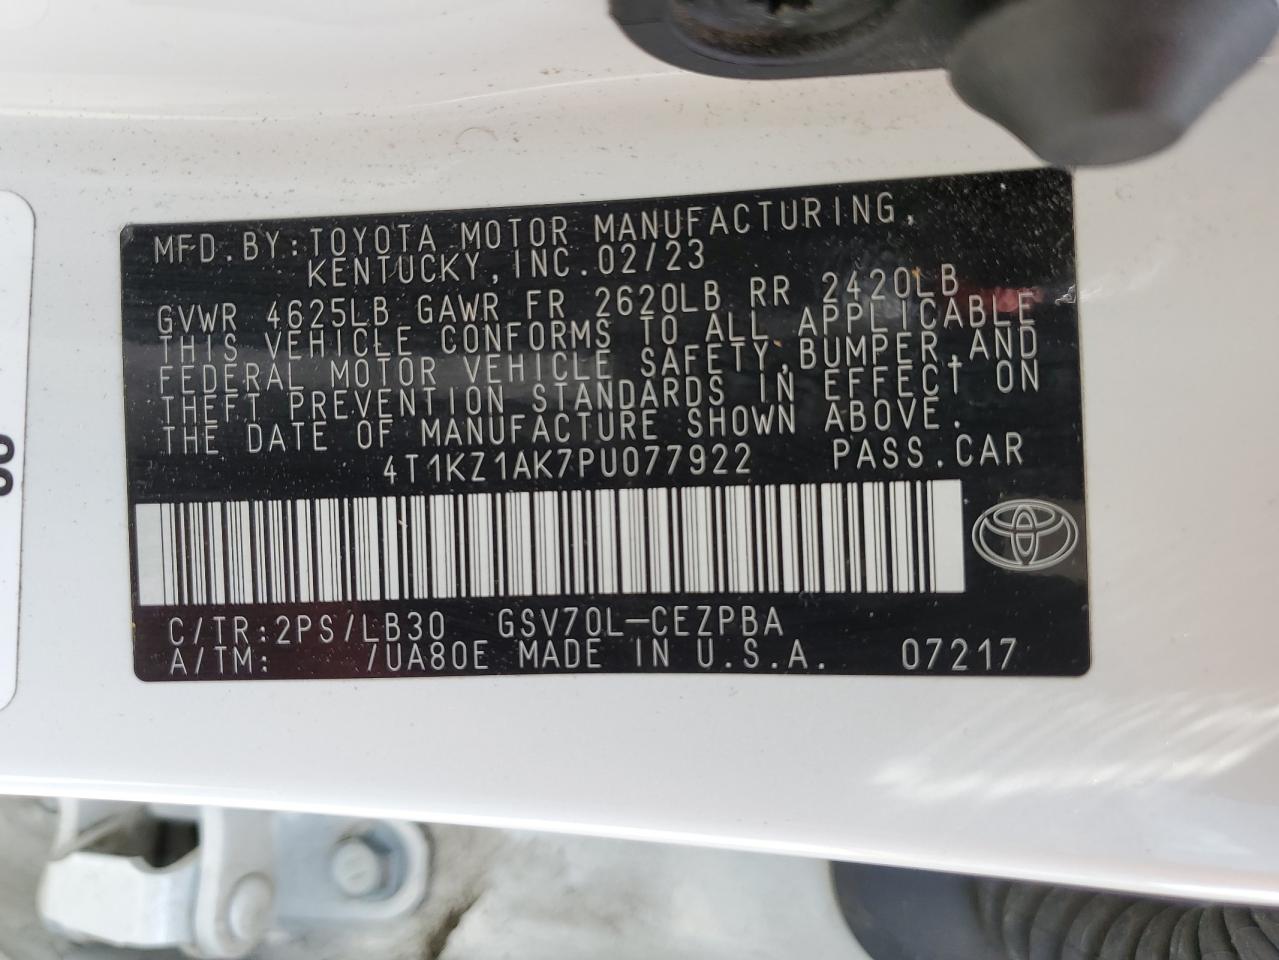 MFD.BY:TOYOTA MOTOR MANUFACTURING,
KENTUCKY,INC.02/23
GVWR 4625LB GAWR FR 2620LB RR 2420LB
THIS VEHICLE CONFORMS TO ALL APPLICABLE
FEDERAL MOTOR VEHICLE SAFETY,BUMPER,AND
THEFT PREVENTION STANDARDS IN EFFECT ON
THE DATE OF MANUFACTURE SHOWN ABOVE.
4T1KZ1AK7PU077922 PASS.CAR
C/TR:2PS/LB30 GSV70L-CEZPBA
A/TM: /UA80E MADE IN U.S.A. 07217